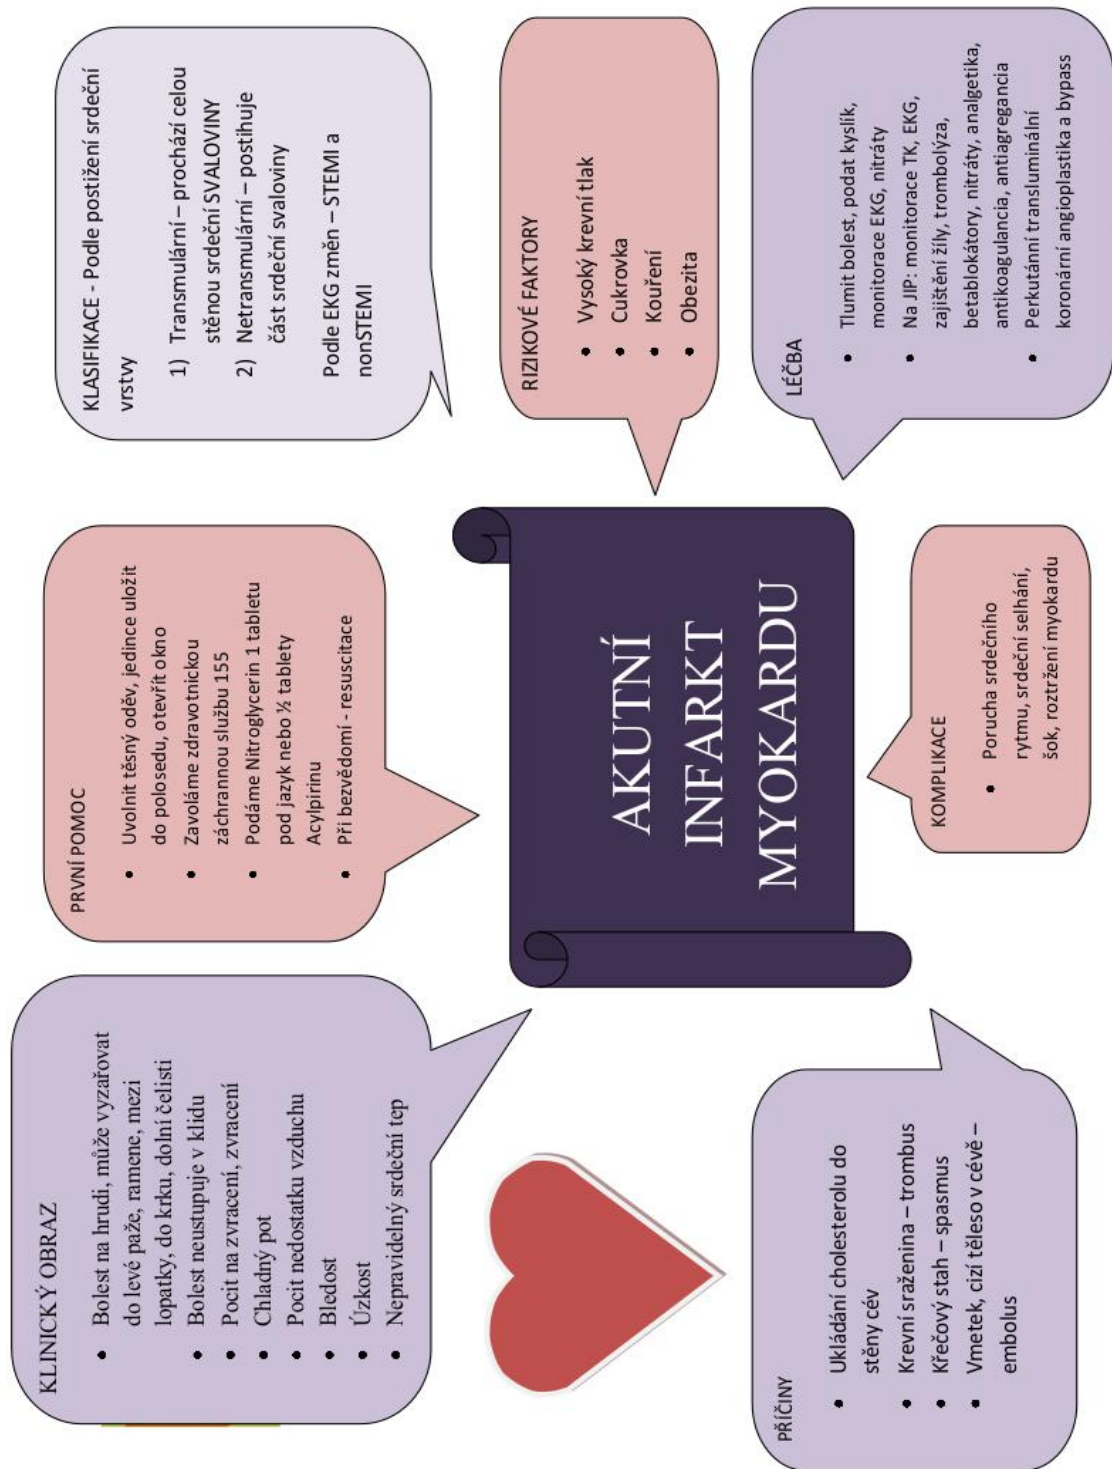 KLINICKÝ OBRAZ
• Bolest na hrudi, může vyzařovat
do levé paže, ramene, mezi
lopatky, do krku, dolní čelisti
• Bolest neustupuje v klidu
• Pocit na zvracení, zvracení
• Chladný pot
• Pocit nedostatku vzduchu
• Bledost
• Úzkost
• Nepravidelný srdeční tep
PRVNÍ POMOC
• Uvolnit těsný oděv, jedince uložit
do polosedu, otevřít okno
• Zavoláme zdravotnickou
záchrannou službu 155
• Podáme Nitroglycerin 1 tabletu
pod jazyk nebo ½ tablety
Acylpirinu
• Při bezvědomí - resuscitace
KLASIFIKACE - Podle postižení srdeční
vrstvy
1) Transmulární – prochází celou
stěnou srdeční SVALOVINY
2) Netransmulární – postihuje
část srdeční svaloviny
Podle EKG změn – STEMI a
nonSTEMI
AKUTNÍ
INFARKT
MYOKARDU
RIZIKOVÉ FAKTORY
• Vysoký krevní tlak
• Cukrovka
• Kouření
• Obezita
PŘÍČINY
• Ukládání cholesterolu do
stěny cév
• Krevní sraženina – trombus
• Křečový stah – spasmus
• Vmetek, cizí těleso v cévě –
embolus
KOMPLIKACE
• Porucha srdečního
rytmu, srdeční selhání,
šok, roztržení myokardu
LÉČBA
• Tlumit bolest, podat kyslík,
monitorace EKG, nitráty
• Na JIP: monitorace TK, EKG,
zajištění žíly, trombolýza,
betablokátory, nitráty, analgetika,
antikoagulancia, antiagregancia
• Perkutánní transluminální
koronární angioplastika a bypass